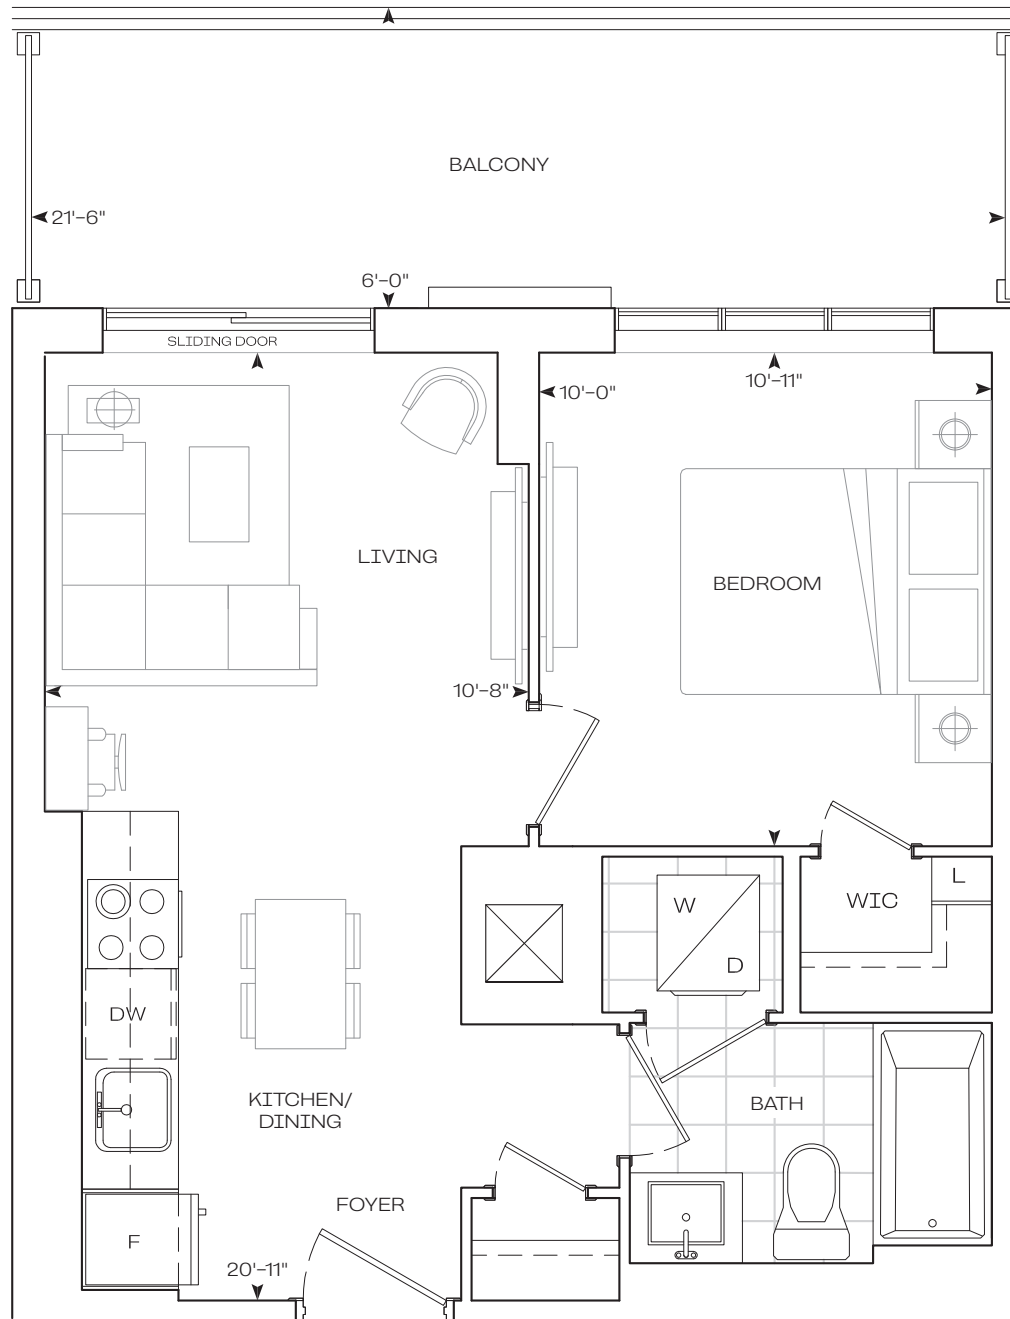 BALCONY
21'-6"
6'-0"
SLIDING DOOR
10'-0"
10'-11"
LIVING
BEDROOM
10'-8"
WIC
L
W
D
DW
KITCHEN/
DINING
BATH
FOYER
F
20'-11"